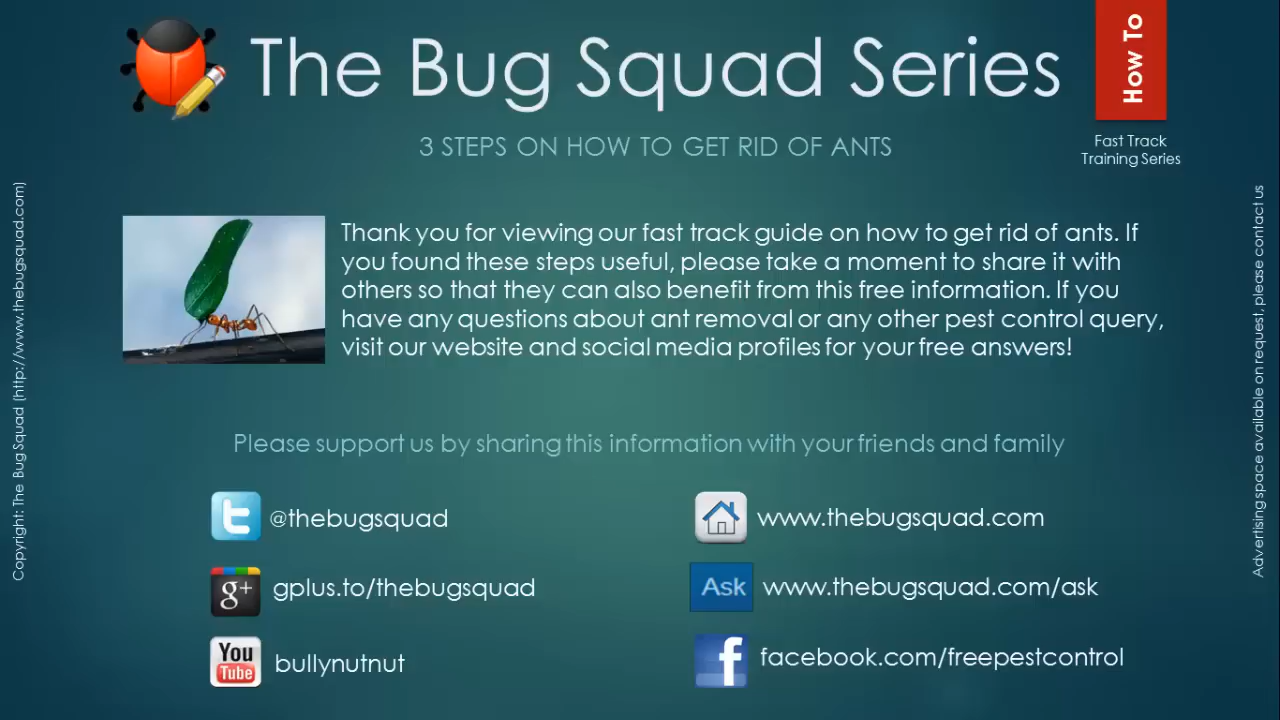 The Bug Squad Series
How To
3 STEPS ON HOW TO GET RID OF ANTS
Fast Track
Training Series
Thank you for viewing our fast track guide on how to get rid of ants. If
you found these steps useful, please take a moment to share it with
others so that they can also benefit from this free information. If you
have any questions about ant removal or any other pest control query,
visit our website and social media profiles for your free answers!
Please support us by sharing this information with your friends and family
t @thebugsquad
www.thebugsquad.com
g+ gplus.to/thebugsquad
Ask www.thebugsquad.com/ask
You
Tube
bullynutnut
f facebook.com/freepestcontrol
Copyright: The Bug Squad (http://www.thebugsquad.com)
Advertising space available on request, please contact us